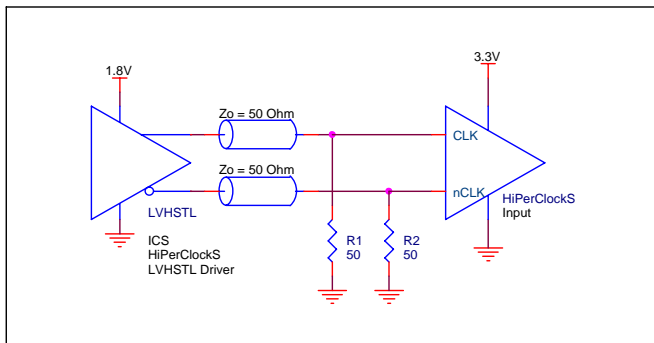 1.8V
3.3V
Zo = 50 Ohm
CLK
Zo = 50 Ohm
nCLK
HiPerClockS
Input
LVHSTL
ICS
HiPerClockS
LVHSTL Driver
R1
50
R2
50